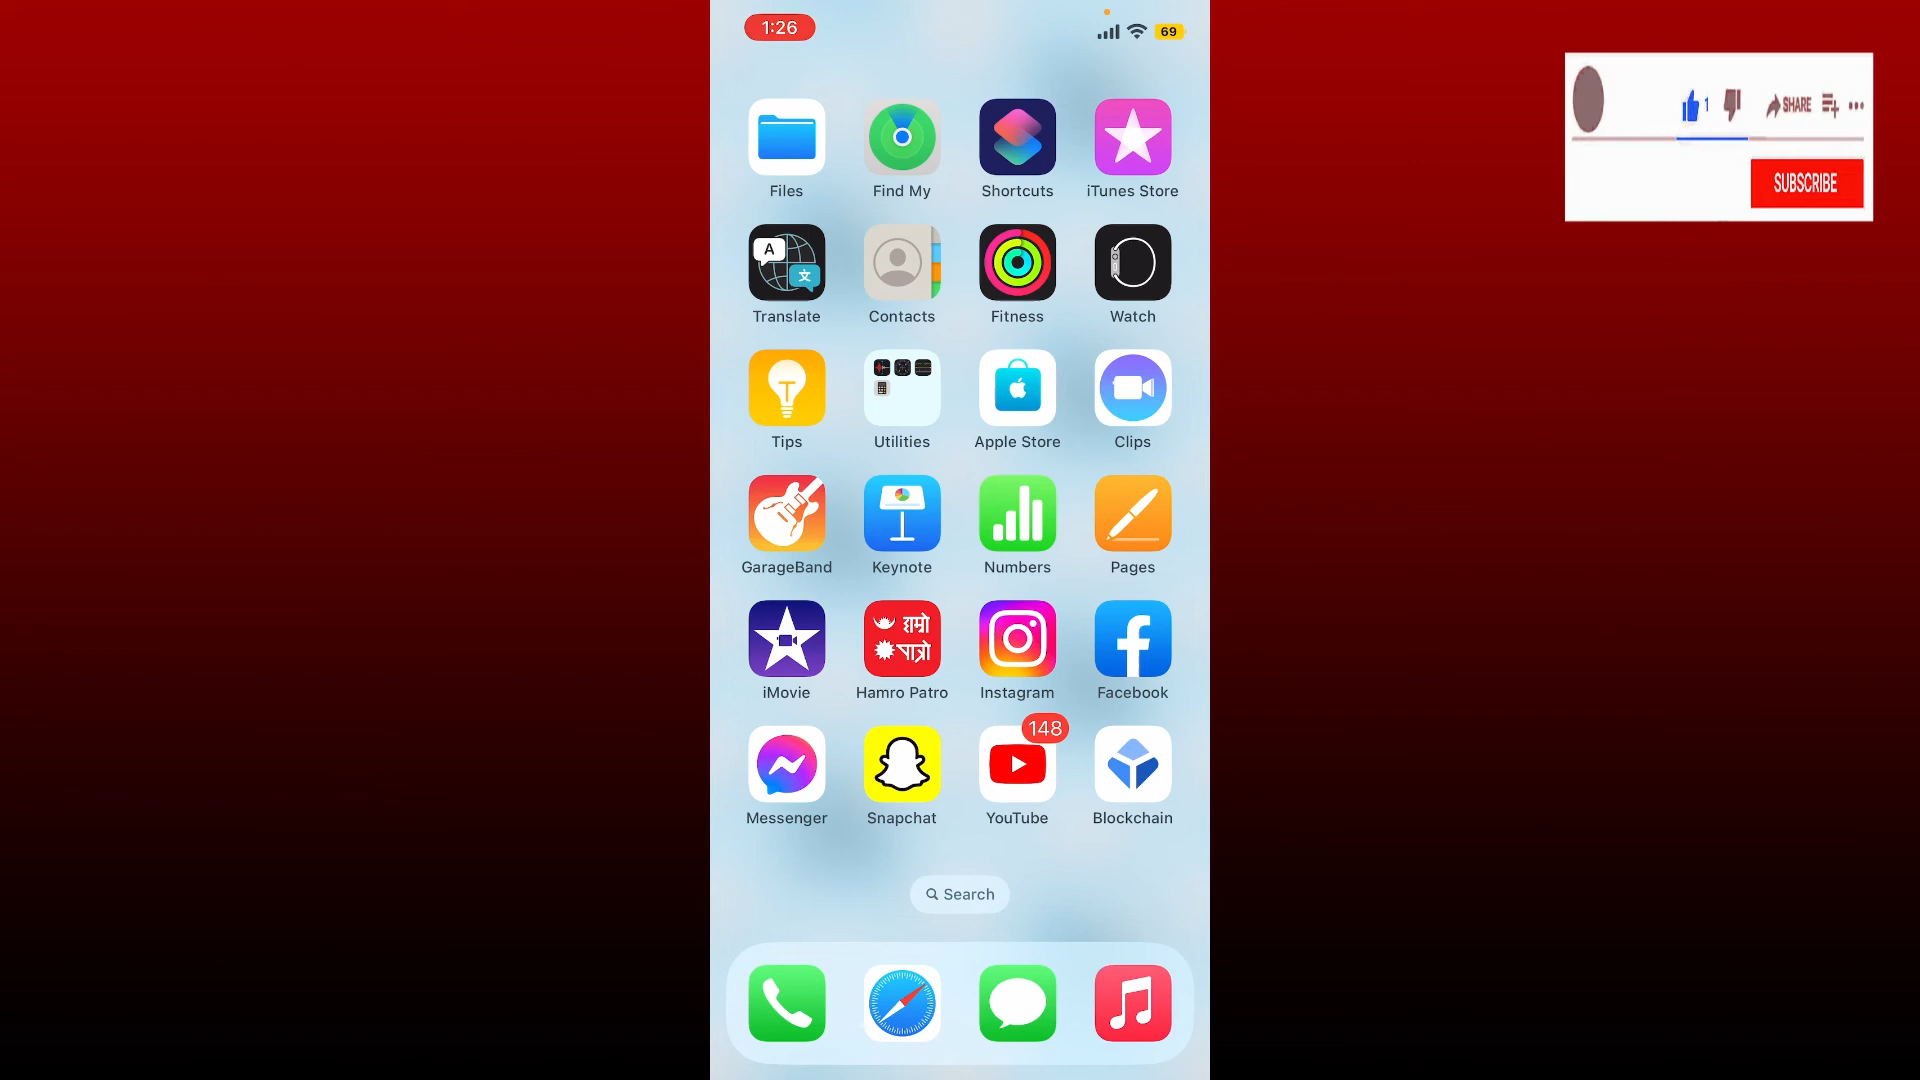 1:26
69
Files
Find My
Shortcuts
iTunes Store
A
文
Translate
Contacts
Fitness
Watch
Tips
Utilities
Apple Store
Clips
GarageBand
Keynote
Numbers
Pages
हाम्रो
पात्रो
iMovie
Hamro Patro
Instagram
Facebook
148
Messenger
Snapchat
YouTube
Blockchain
Search
1
SHARE
SUBSCRIBE